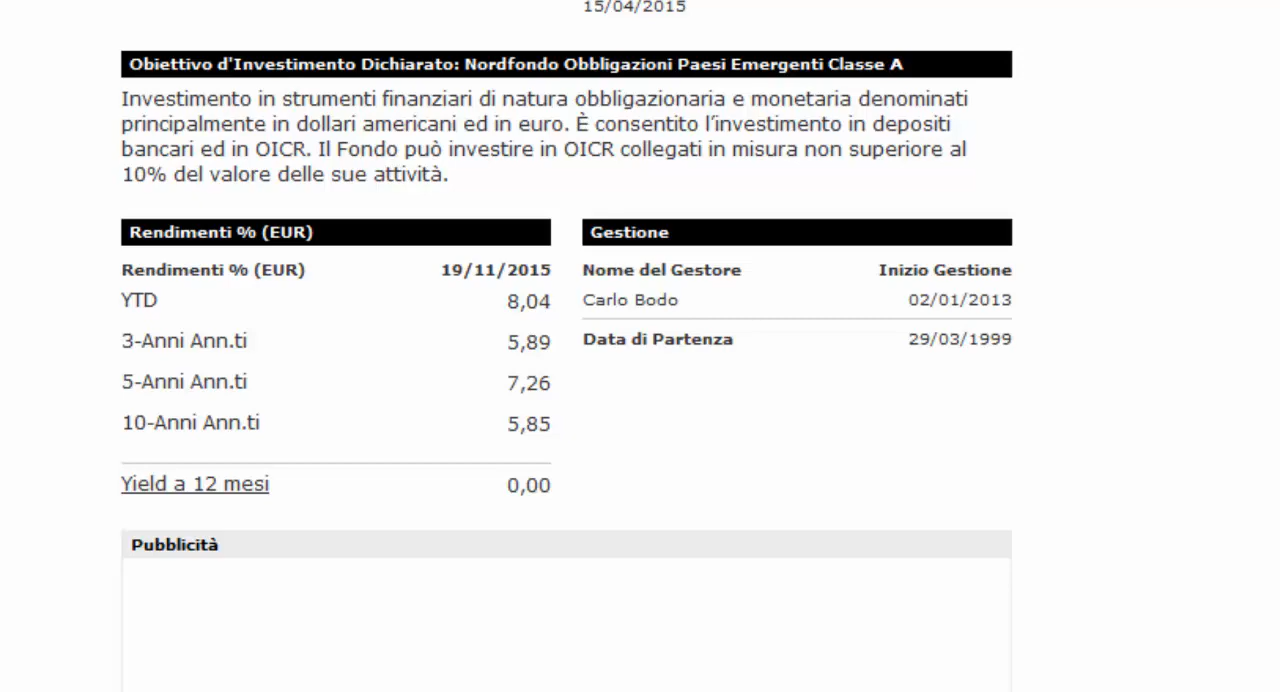 15/04/2015
Obiettivo d'Investimento Dichiarato: Nordfondo Obbligazioni Paesi Emergenti Classe A
Investimento in strumenti finanziari di natura obbligazionaria e monetaria denominati
principalmente in dollari americani ed in euro. È consentito l’investimento in depositi
bancari ed in OICR. Il Fondo può investire in OICR collegati in misura non superiore al
10% del valore delle sue attività.
Rendimenti % (EUR)
Rendimenti % (EUR) 19/11/2015
YTD 8,04
3-Anni Ann.ti 5,89
5-Anni Ann.ti 7,26
10-Anni Ann.ti 5,85
Yield a 12 mesi 0,00
Gestione
Nome del Gestore Inizio Gestione
Carlo Bodo 02/01/2013
Data di Partenza 29/03/1999
Pubblicità